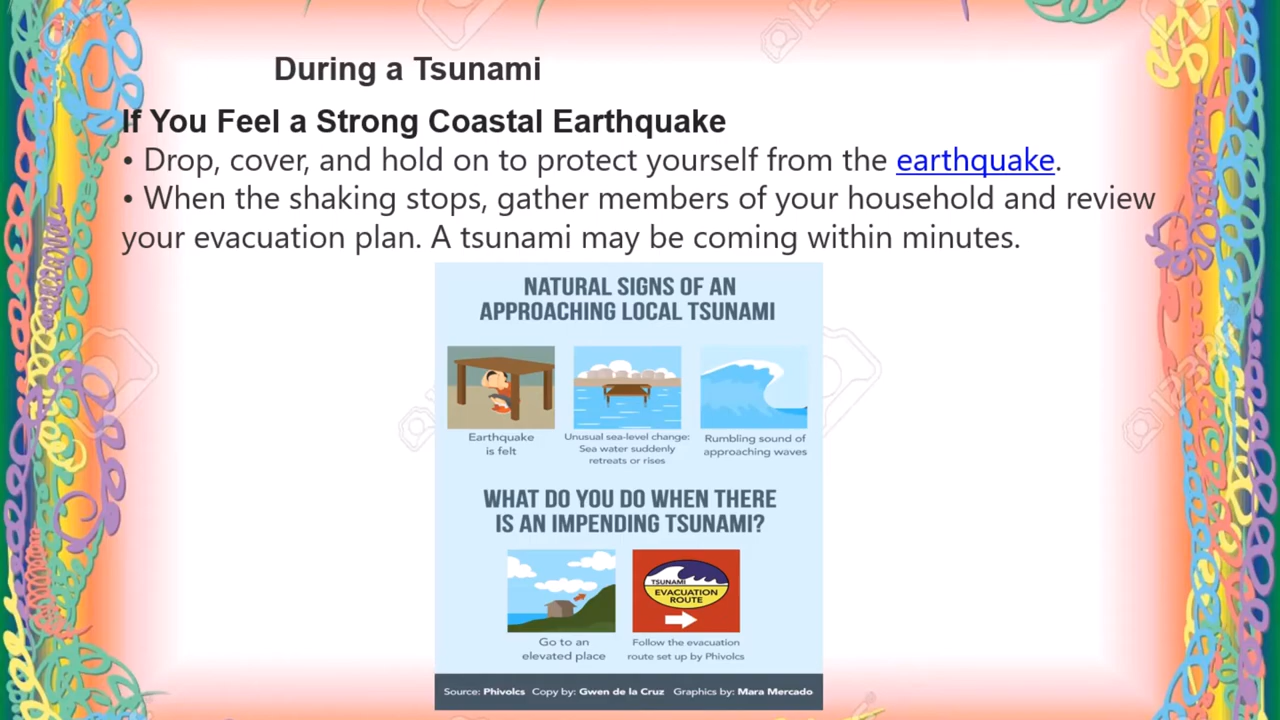 During a Tsunami
If You Feel a Strong Coastal Earthquake
• Drop, cover, and hold on to protect yourself from the earthquake.
• When the shaking stops, gather members of your household and review
your evacuation plan. A tsunami may be coming within minutes.
NATURAL SIGNS OF AN
APPROACHING LOCAL TSUNAMI
Earthquake
is felt
Unusual sea-level change:
Sea water suddenly
retreats or rises
Rumbling sound of
approaching waves
WHAT DO YOU DO WHEN THERE
IS AN IMPENDING TSUNAMI?
TSUNAMI
EVACUATION
ROUTE
Go to an
elevated place
Follow the evacuation
route set up by Phivolcs
Source: Phivolcs Copy by: Gwen de la Cruz Graphics by: Mara Mercado